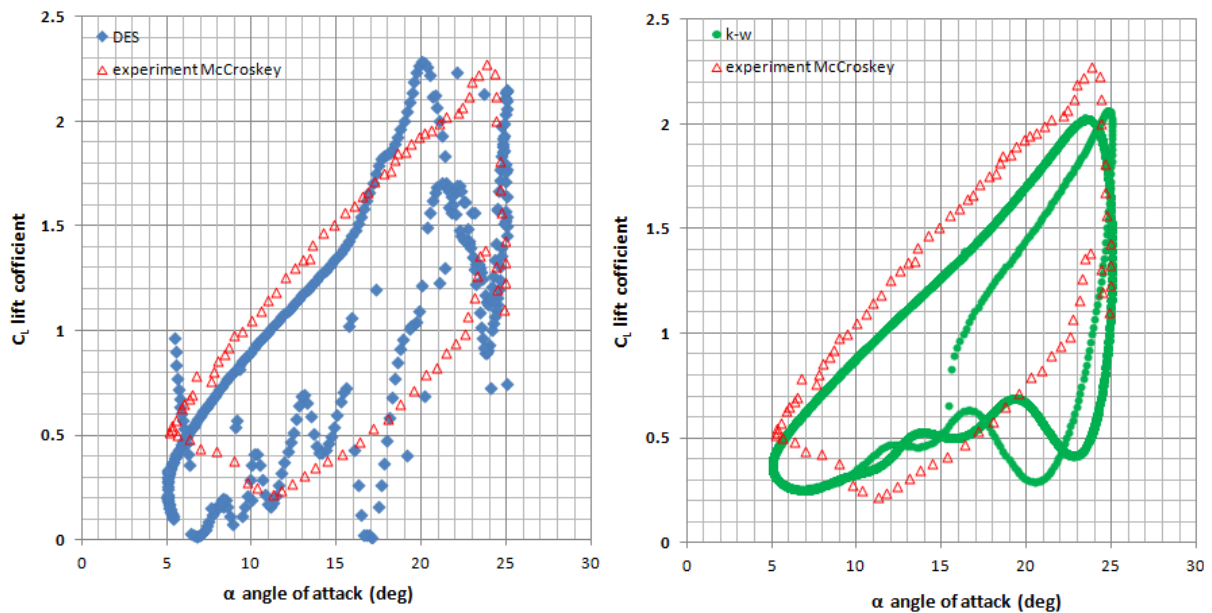 2.5
DES
experiment McCroskey
2
1.5
1
0.5
0
0 5 10 15 20 25 30
CL lift cofficient
α angle of attack (deg)
2.5
k-w
experiment McCroskey
2
1.5
1
0.5
0
0 5 10 15 20 25 30
CL lift cofficient
α angle of attack (deg)